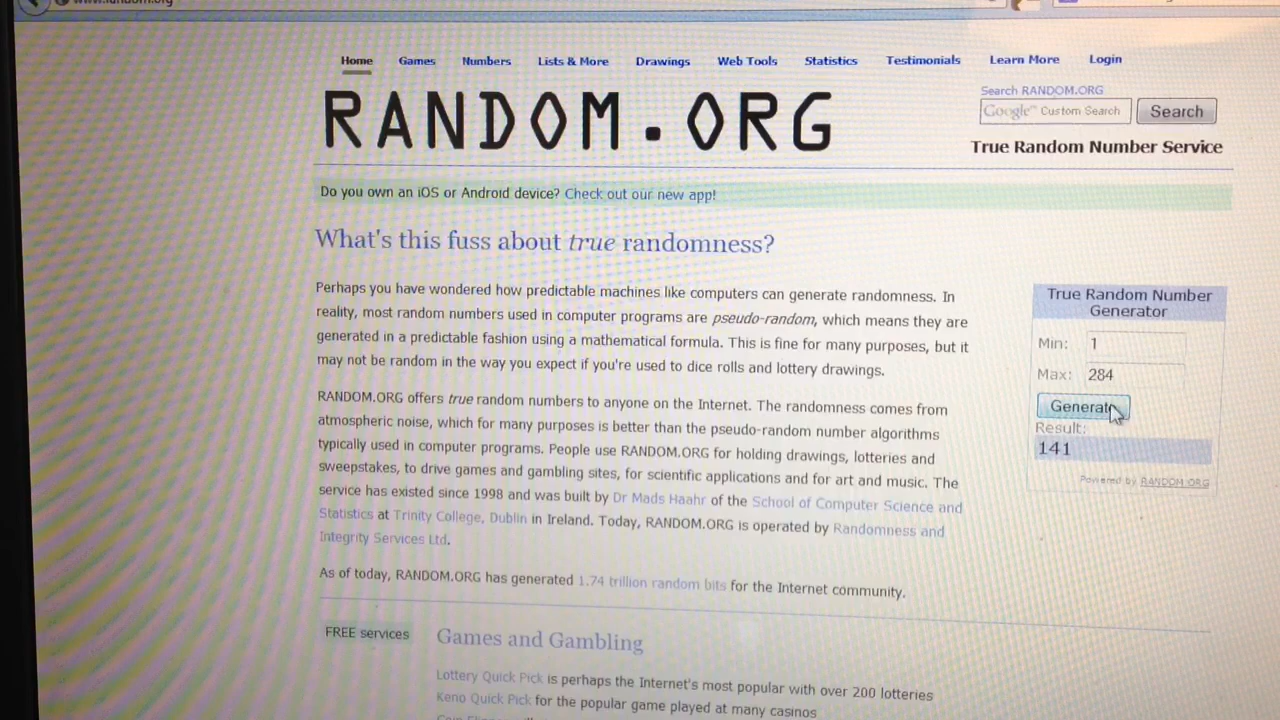 www.random.org
Home Games Numbers Lists & More Drawings Web Tools Statistics Testimonials Learn More Login
RANDOM.ORG
Search RANDOM.ORG
Google™ Custom Search Search
True Random Number Service
Do you own an iOS or Android device? Check out our new app!
What's this fuss about true randomness?
Perhaps you have wondered how predictable machines like computers can generate randomness. In
reality, most random numbers used in computer programs are pseudo-random, which means they are
generated in a predictable fashion using a mathematical formula. This is fine for many purposes, but it
may not be random in the way you expect if you're used to dice rolls and lottery drawings.
RANDOM.ORG offers true random numbers to anyone on the Internet. The randomness comes from
atmospheric noise, which for many purposes is better than the pseudo-random number algorithms
typically used in computer programs. People use RANDOM.ORG for holding drawings, lotteries and
sweepstakes, to drive games and gambling sites, for scientific applications and for art and music. The
service has existed since 1998 and was built by Dr Mads Haahr of the School of Computer Science and
Statistics at Trinity College, Dublin in Ireland. Today, RANDOM.ORG is operated by Randomness and
Integrity Services Ltd.
As of today, RANDOM.ORG has generated 1.74 trillion random bits for the Internet community.
True Random Number
Generator
Min: 1
Max: 284
Generate
Result:
141
Powered by RANDOM.ORG
FREE services
Games and Gambling
Lottery Quick Pick is perhaps the Internet's most popular with over 200 lotteries
Keno Quick Pick for the popular game played at many casinos